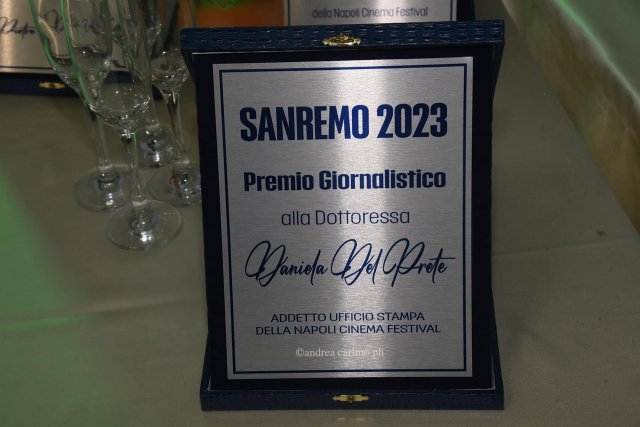 della Napoli Cinema Festival
SANREMO 2023
Premio Giornalistico
alla Dottoressa
Daniela Del Prete
ADDETTO UFFICIO STAMPA
DELLA NAPOLI CINEMA FESTIVAL
©andrea carlino ph